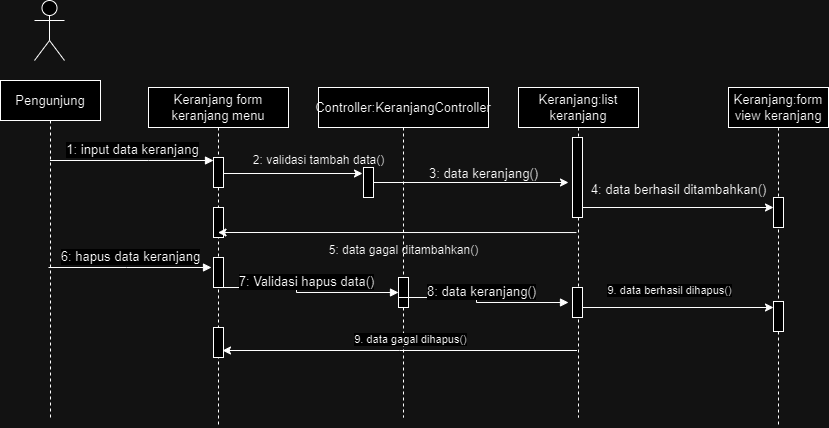 Pengunjung
Keranjang form
keranjang menu
Controller:KeranjangController
Keranjang:list
keranjang
Keranjang:form
view keranjang
1: input data keranjang
2: validasi tambah data()
3: data keranjang()
4: data berhasil ditambahkan()
5: data gagal ditambahkan()
6: hapus data keranjang
7: Validasi hapus data()
8: data keranjang()
9. data berhasil dihapus()
9. data gagal dihapus()